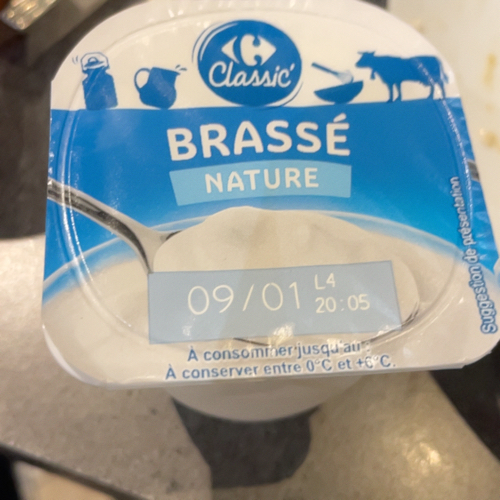 Classic'
BRASSÉ
NATURE
09/01 L4
20:05
À consommer jusqu'au :
À conserver entre 0°C et +6°C.
Suggestion de présentation